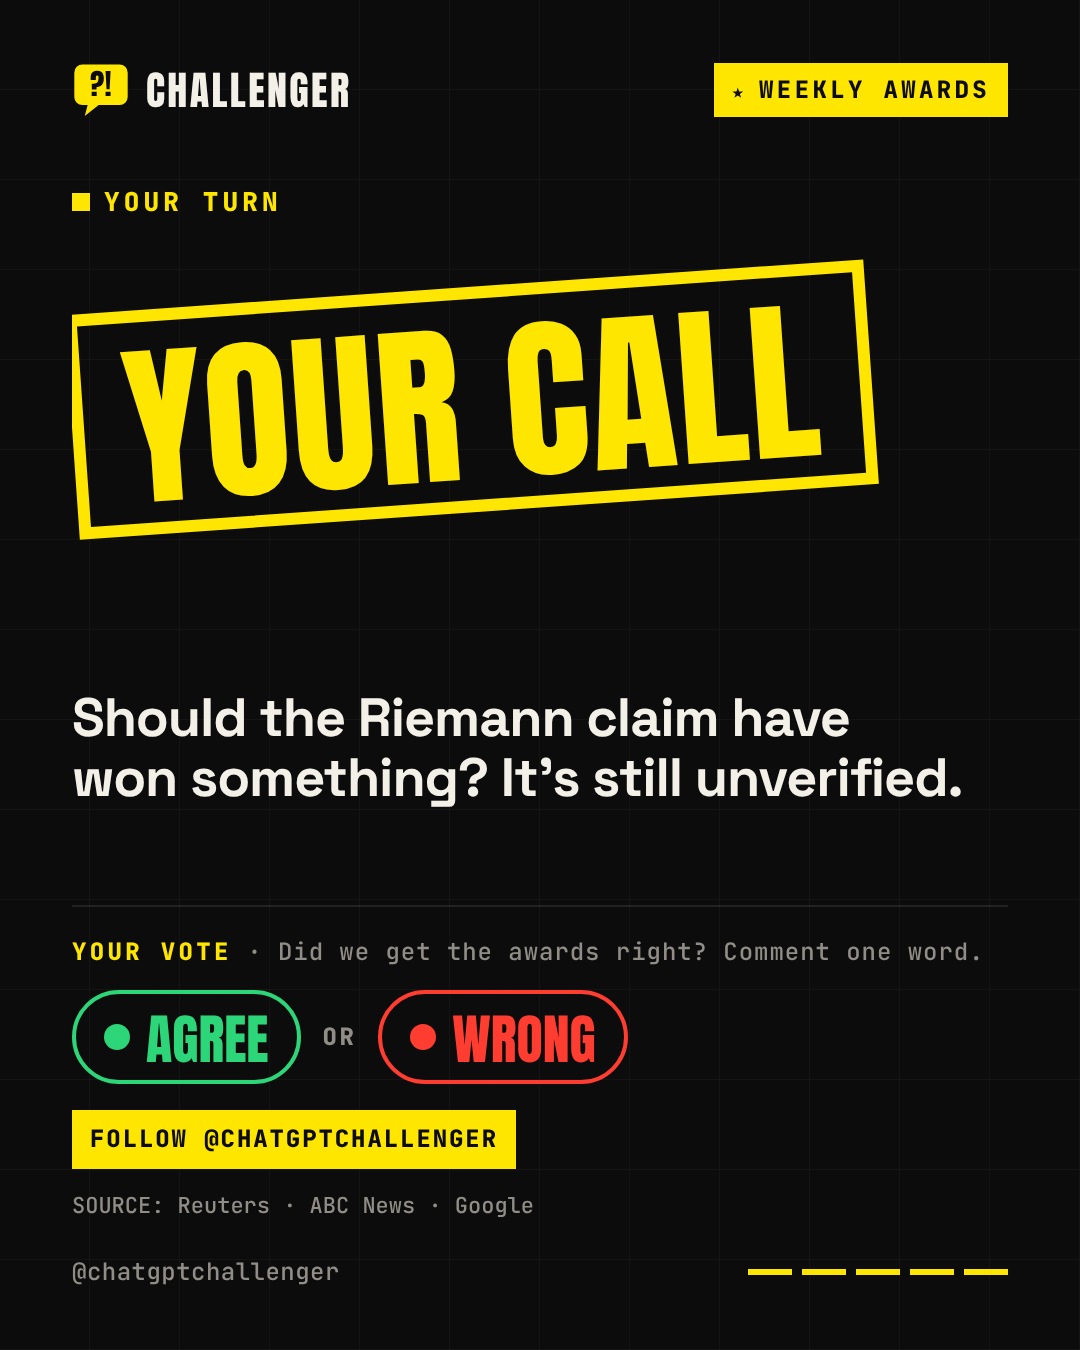 ?! CHALLENGER
★ WEEKLY AWARDS
YOUR TURN
YOUR CALL
Should the Riemann claim have
won something? It’s still unverified.
YOUR VOTE · Did we get the awards right? Comment one word.
AGREE OR WRONG
FOLLOW @CHATGPTCHALLENGER
SOURCE: Reuters · ABC News · Google
@chatgptchallenger